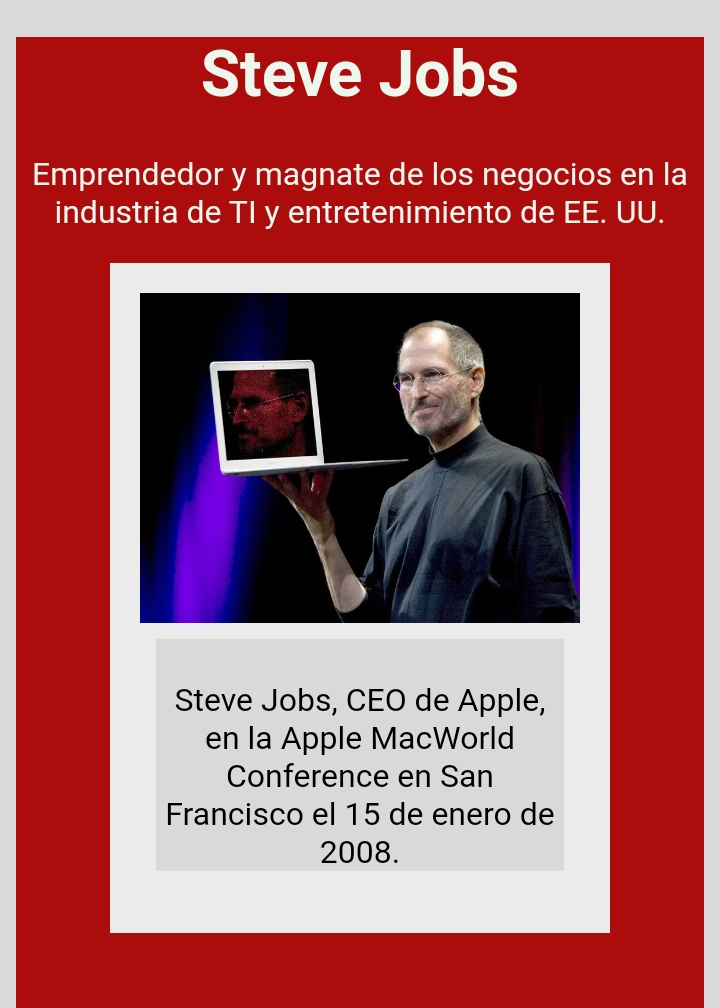 Steve Jobs
Emprendedor y magnate de los negocios en la
industria de TI y entretenimiento de EE. UU.
Steve Jobs, CEO de Apple,
en la Apple MacWorld
Conference en San
Francisco el 15 de enero de
2008.